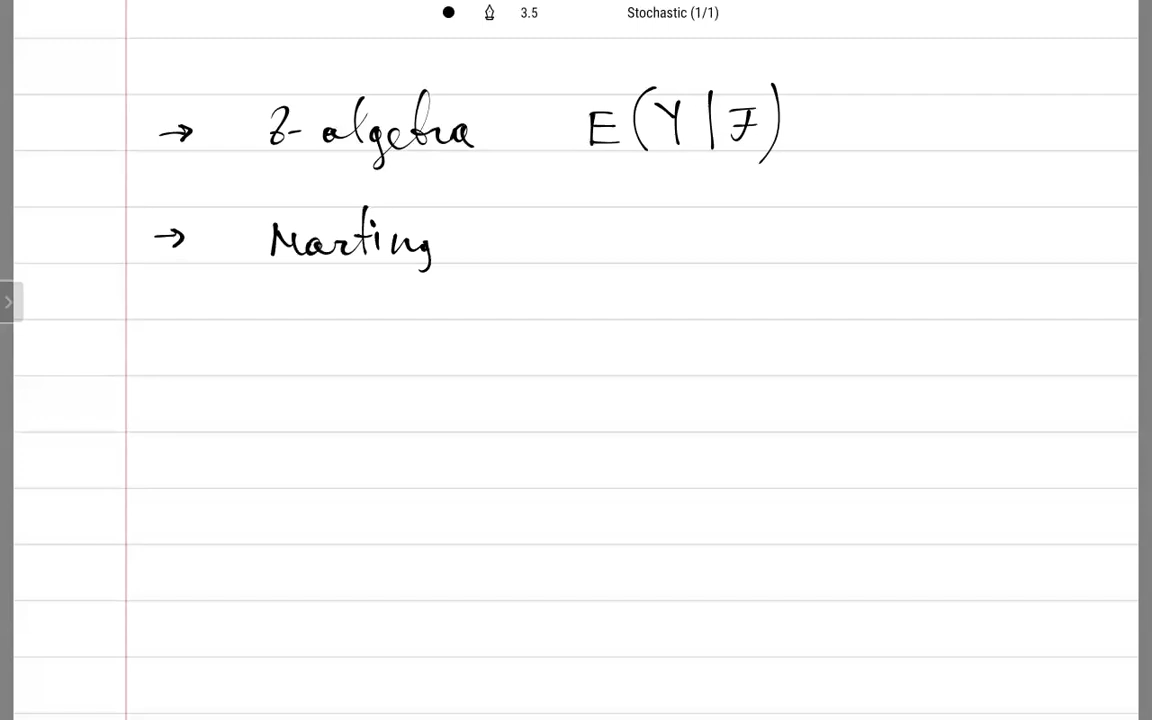 3.5 Stochastic (1/1)
→ σ-algebra E(Y|F)
→ Marting